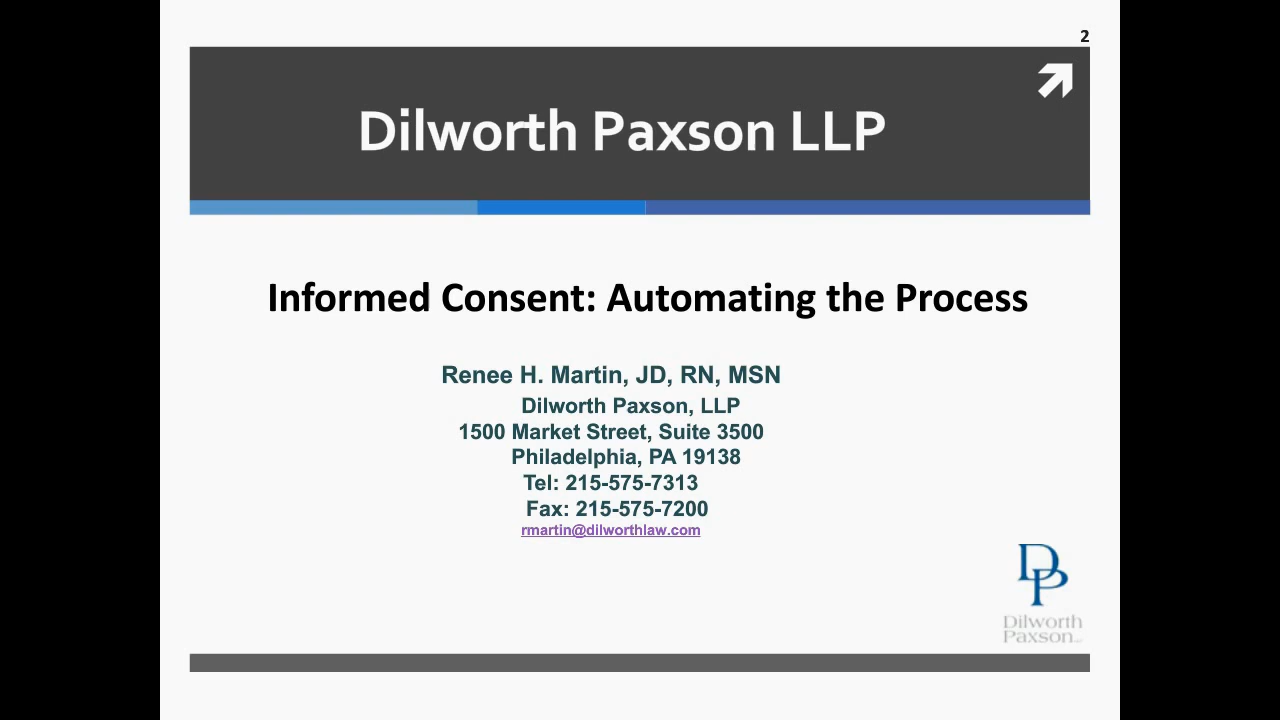 2
Dilworth Paxson LLP
Informed Consent: Automating the Process
Renee H. Martin, JD, RN, MSN
Dilworth Paxson, LLP
1500 Market Street, Suite 3500
Philadelphia, PA 19138
Tel: 215-575-7313
Fax: 215-575-7200
rmartin@dilworthlaw.com
DP
Dilworth
Paxson